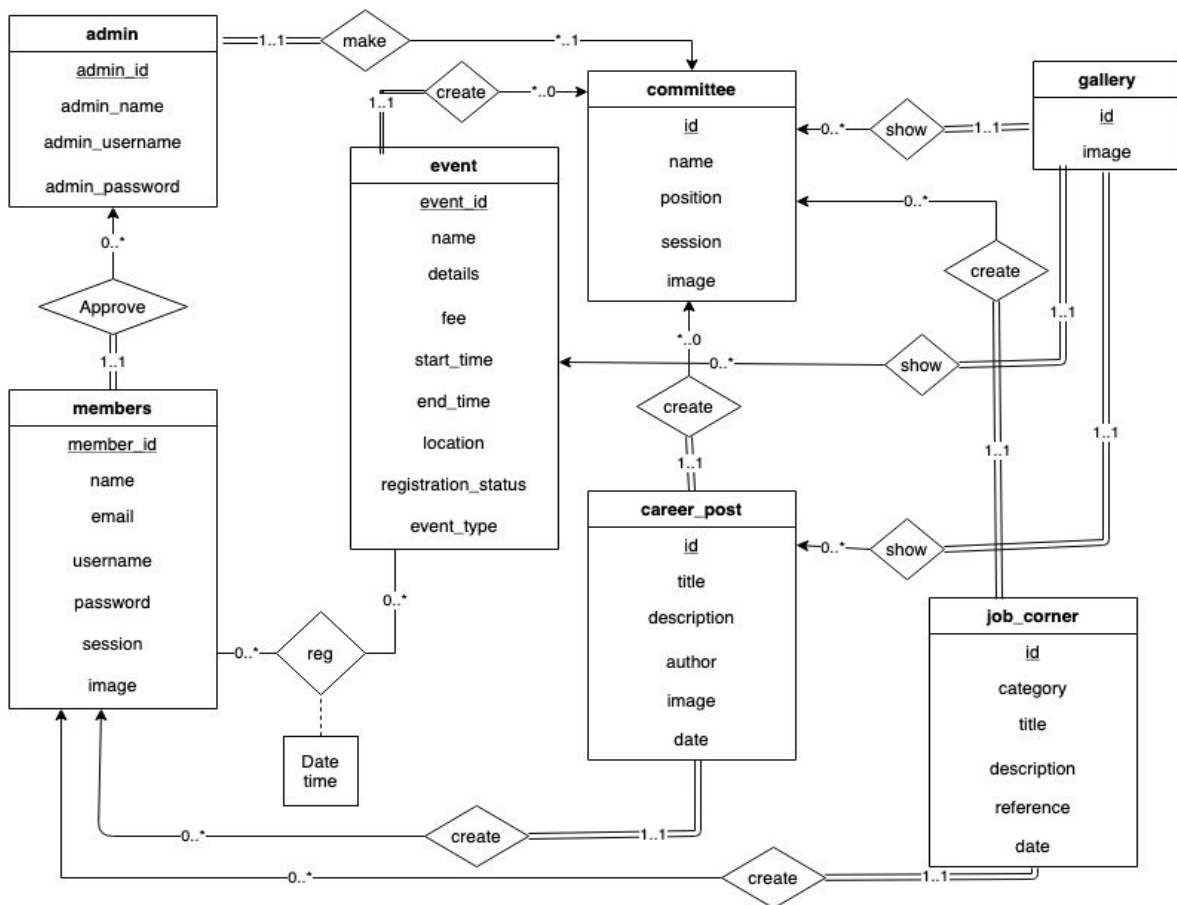 admin
admin_id
admin_name
admin_username
admin_password
1..1
make
*..1
create
*..0
1..1
committee
id
name
position
session
image
gallery
id
image
0..*
show
1..1
0..*
create
1..1
event
event_id
name
details
fee
start_time
end_time
location
registration_status
event_type
0..*
Approve
1..1
1..1
0..*
show
*..0
create
1..1
1..1
members
member_id
name
email
username
password
session
image
career_post
id
title
description
author
image
date
0..*
show
0..*
0..*
reg
Date
time
job_corner
id
category
title
description
reference
date
0..*
create
1..1
0..*
create
1..1